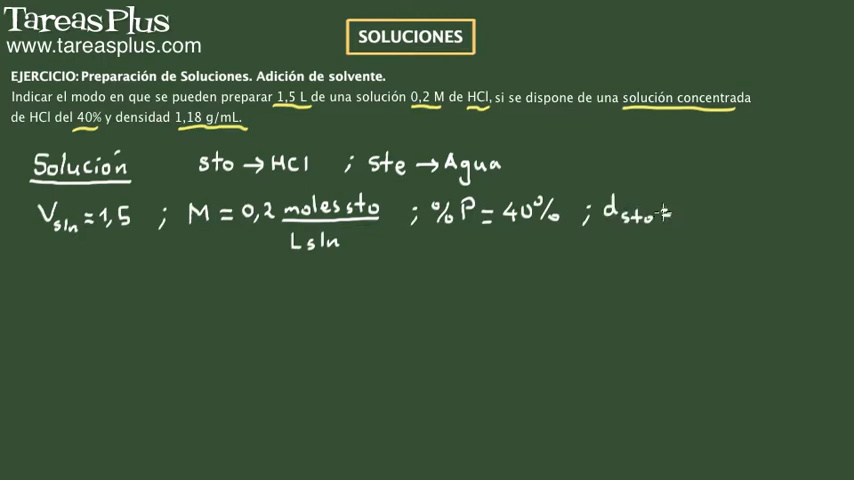 TareasPlus
www.tareasplus.com
SOLUCIONES
EJERCICIO: Preparación de Soluciones. Adición de solvente.
Indicar el modo en que se pueden preparar 1,5 L de una solución 0,2 M de HCl, si se dispone de una solución concentrada
de HCl del 40% y densidad 1,18 g/mL.
Solución sto → HCl ; ste → Agua
Vsln = 1,5 ; M = 0,2 moles sto / L sln ; %P = 40% ; dsto =